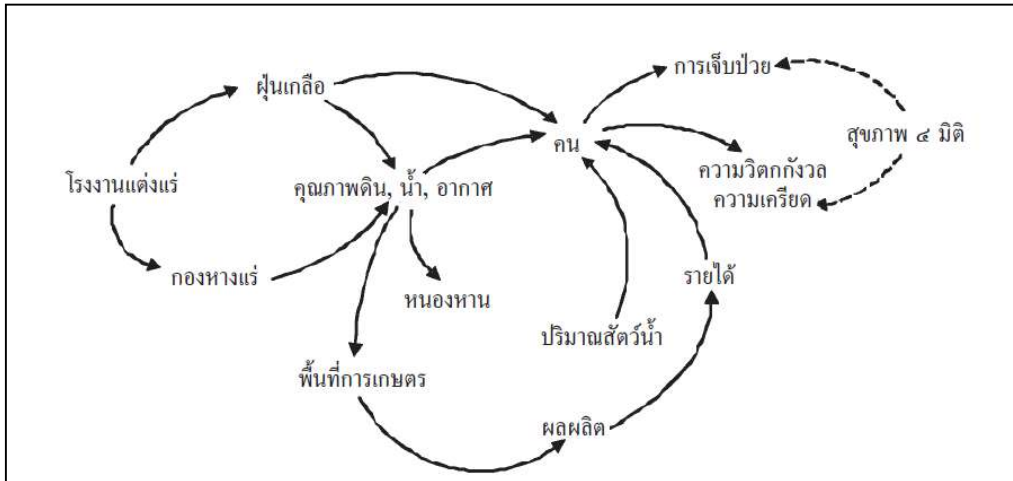 การเจ็บป่วย
ฝุ่นเกลือ
สุขภาพ ๔ มิติ
คน
ความวิตกกังวล
ความเครียด
โรงงานแต่งแร่
คุณภาพดิน, น้ำ, อากาศ
กองหางแร่
รายได้
หนองหาน
ปริมาณสัตว์น้ำ
พื้นที่การเกษตร
ผลผลิต